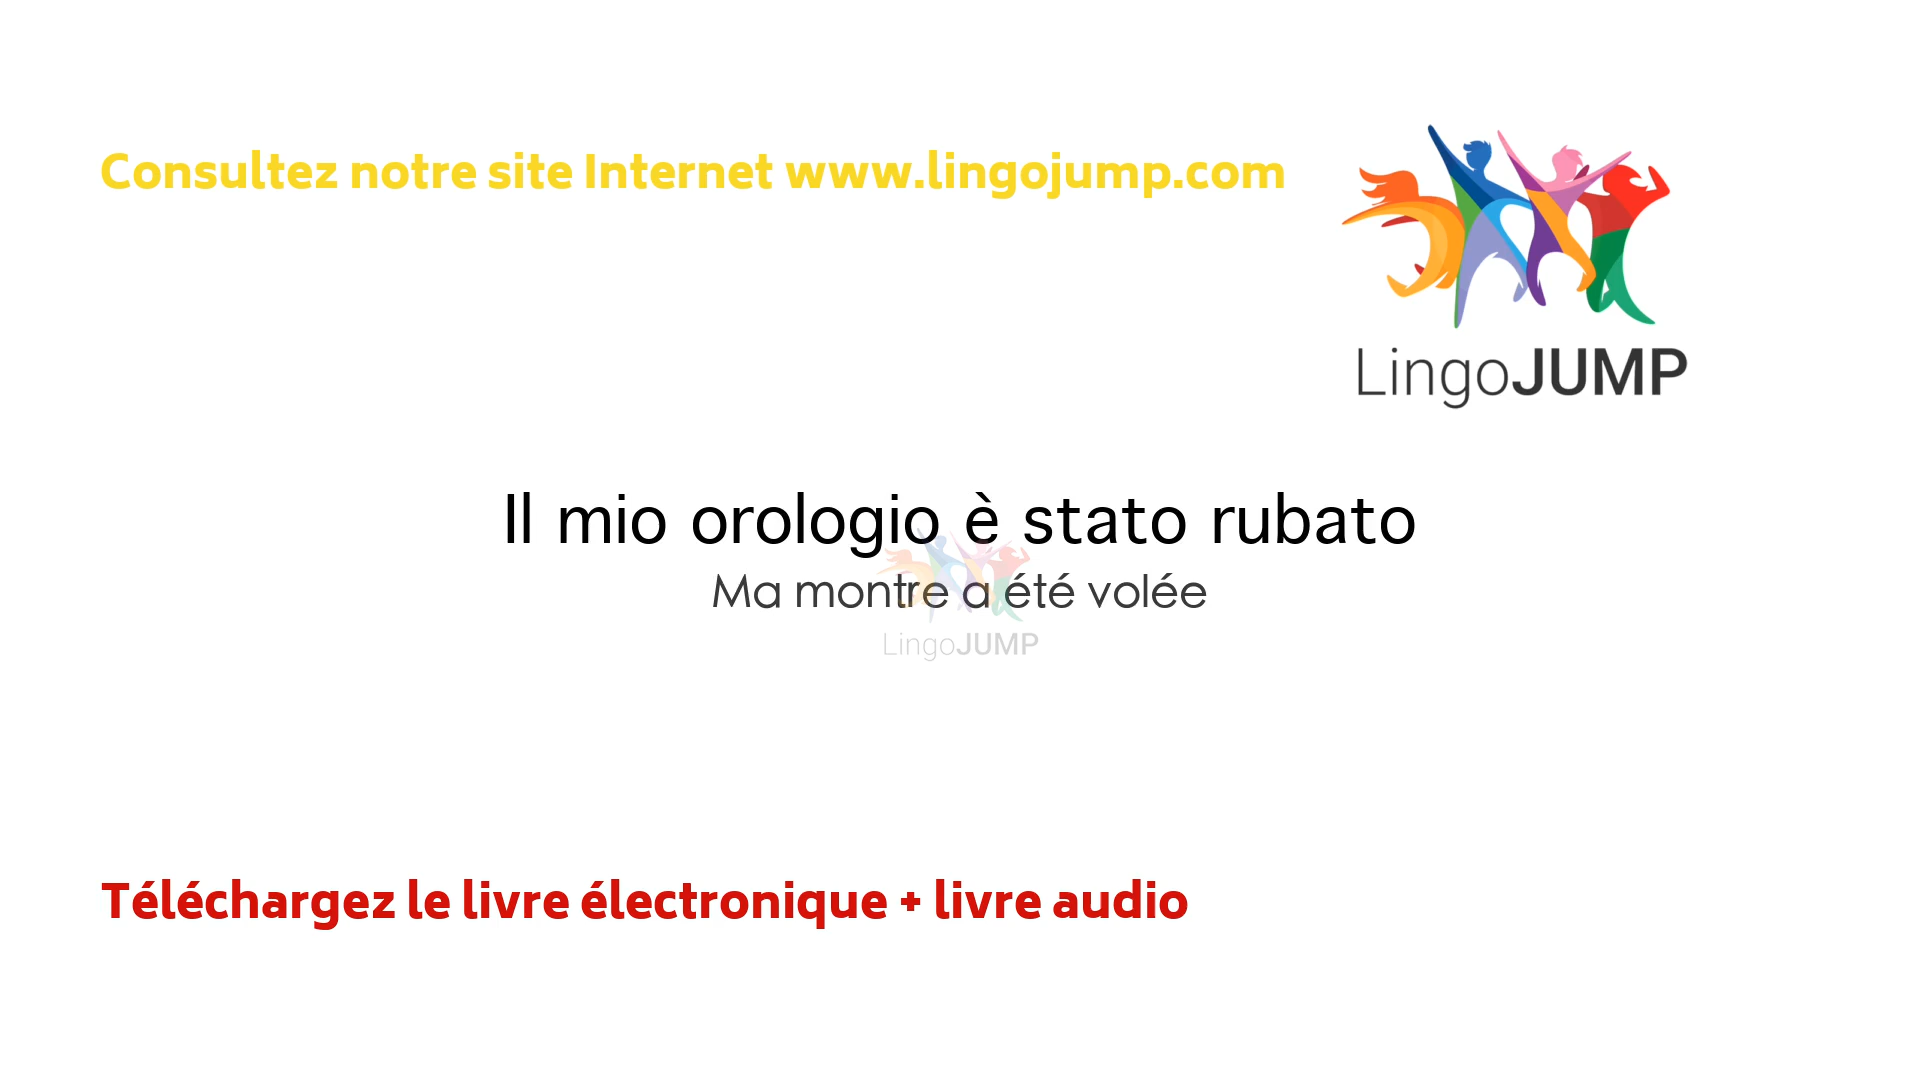 Consultez notre site Internet www.lingojump.com
LingoJUMP
Il mio orologio è stato rubato
Ma montre a été volée
LingoJUMP
Téléchargez le livre électronique + livre audio